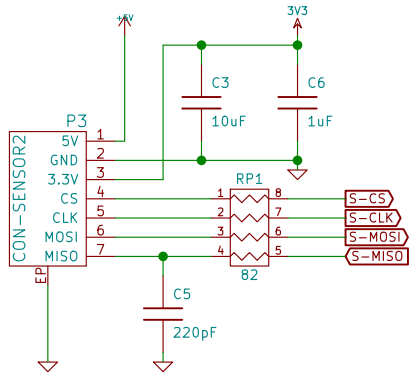 +5V
3V3
C3
10uF
C6
1uF
P3
CON-SENSOR2
5V 1
GND 2
3.3V 3
CS 4
CLK 5
MOSI 6
MISO 7
EP
RP1
1 8
2 7
3 6
4 5
82
S-CS
S-CLK
S-MOSI
S-MISO
C5
220pF